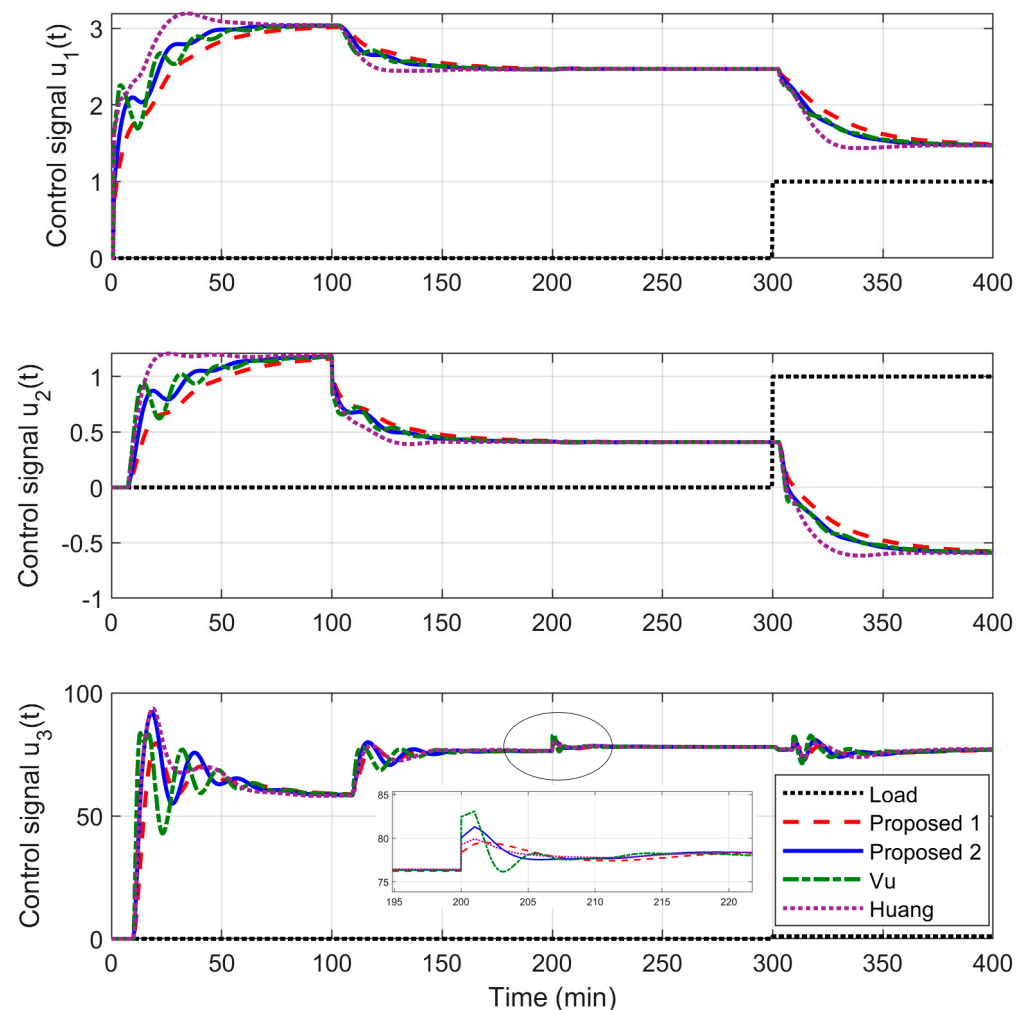 Control signal u1(t)
3
2
1
0
0 50 100 150 200 250 300 350 400
Control signal u2(t)
1
0.5
0
-0.5
-1
0 50 100 150 200 250 300 350 400
Control signal u3(t)
100
50
0
85
80
75
195 200 205 210 215 220
Load
Proposed 1
Proposed 2
Vu
Huang
0 50 100 150 200 250 300 350 400
Time (min)